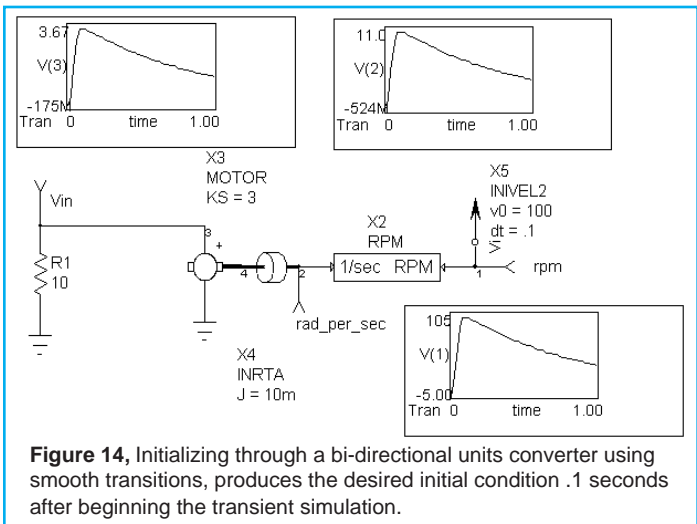 3.67
V(3)
-175M
Tran 0 time 1.00
11.0
V(2)
-524M
Tran 0 time 1.00
X3
MOTOR
KS = 3
X5
INIVEL2
v0 = 100
dt = .1
Vin
3
+
R1
10
4
2
X2
RPM
1/sec RPM
1
rpm
rad_per_sec
X4
INRTA
J = 10m
105
V(1)
-5.00
Tran 0 time 1.00
Figure 14, Initializing through a bi-directional units converter using
smooth transitions, produces the desired initial condition .1 seconds
after beginning the transient simulation.